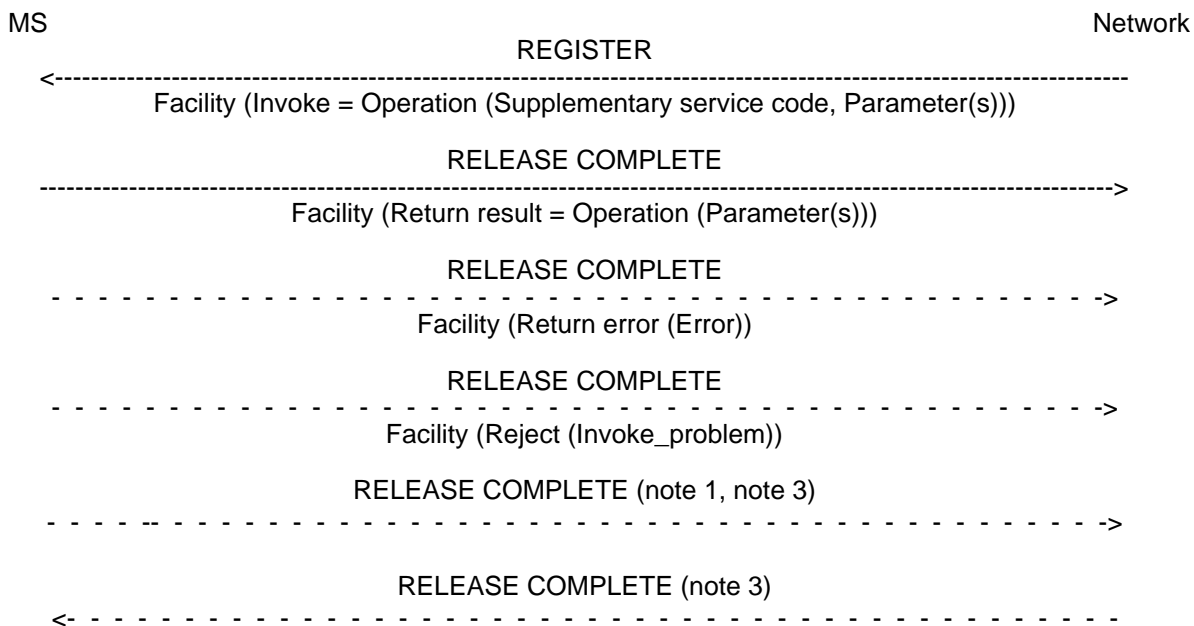 MS Network
REGISTER
<------------------------------------------------------------------------------------------------------------------------
Facility (Invoke = Operation (Supplementary service code, Parameter(s)))
RELEASE COMPLETE
------------------------------------------------------------------------------------------------------------------------>
Facility (Return result = Operation (Parameter(s)))
RELEASE COMPLETE
- - - - - - - - - - - - - - - - - - - - - - - - - - - - - - - - - - - - - - - - - - - - ->
Facility (Return error (Error))
RELEASE COMPLETE
- - - - - - - - - - - - - - - - - - - - - - - - - - - - - - - - - - - - - - - - - - - - ->
Facility (Reject (Invoke_problem))
RELEASE COMPLETE (note 1, note 3)
- - - - -- - - - - - - - - - - - - - - - - - - - - - - - - - - - - - - - - - - - - - - - ->
RELEASE COMPLETE (note 3)
<- - - - - - - - - - - - - - - - - - - - - - - - - - - - - - - - - - - - - - - - - - - - -